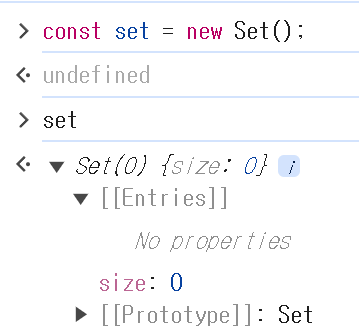 > const set = new Set();
<· undefined
> set
<· ▼ Set(0) {size: 0} i
▼ [[Entries]]
No properties
size: 0
▶ [[Prototype]]: Set